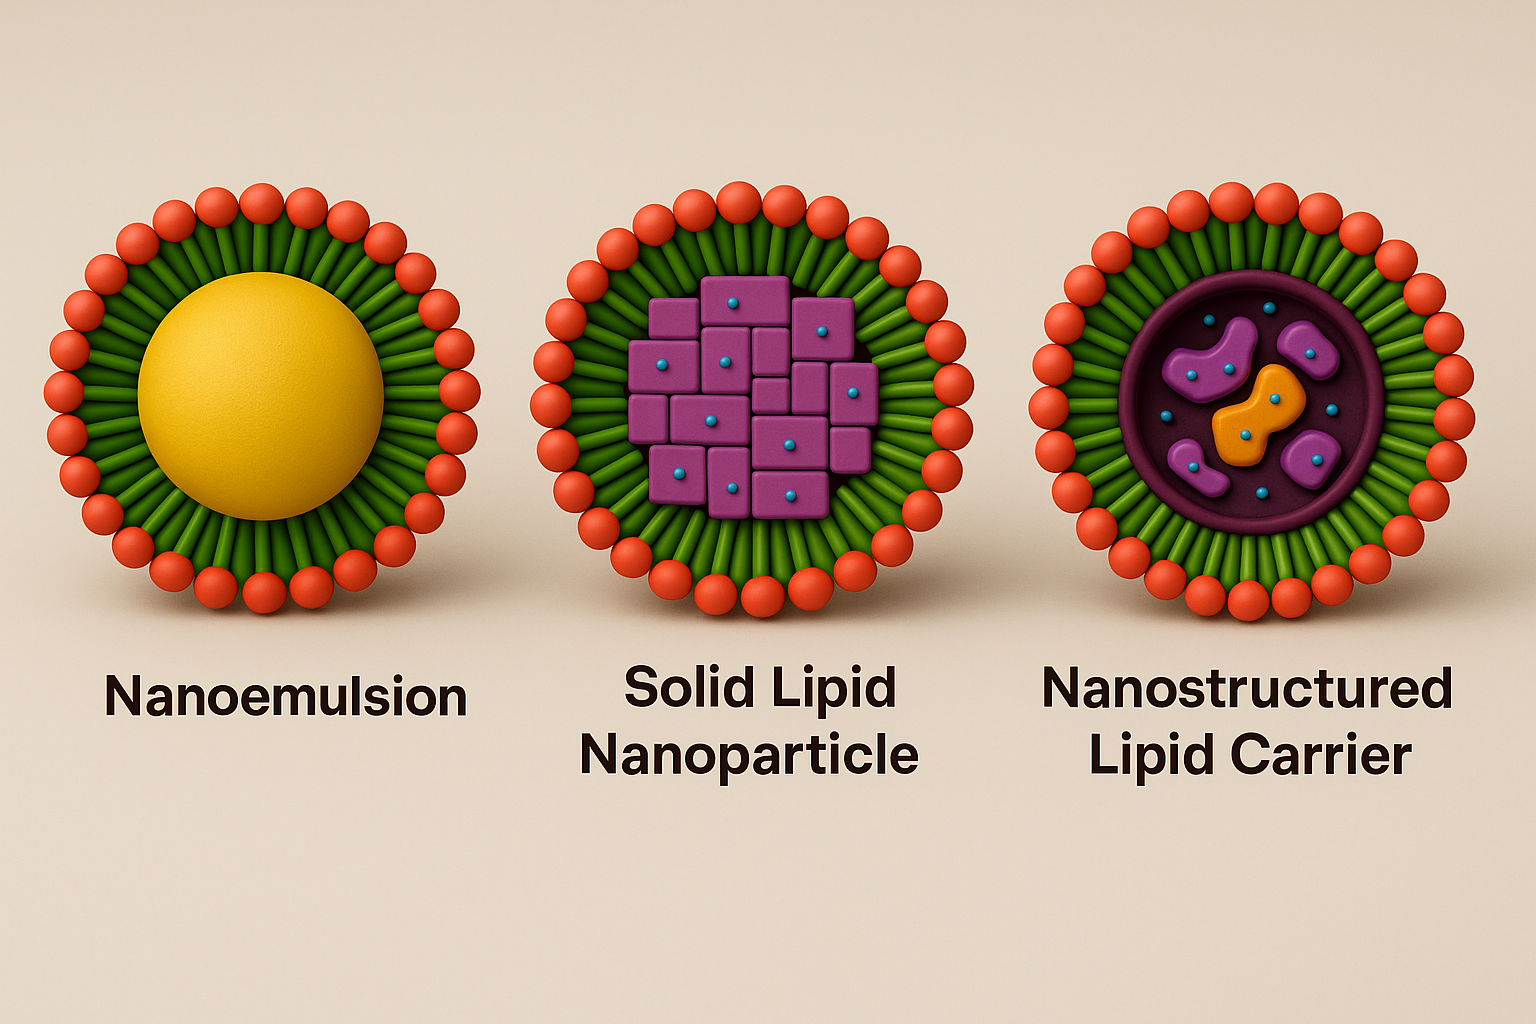 Nanoemulsion
Solid Lipid
Nanoparticle
Nanostructured
Lipid Carrier